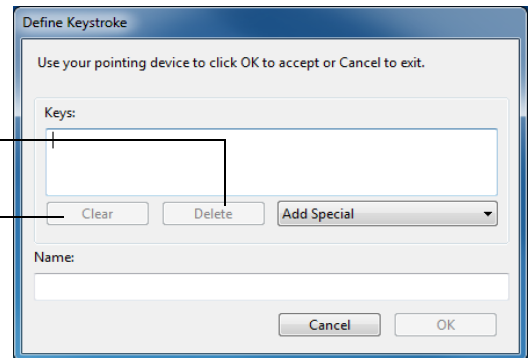 Define Keystroke
Use your pointing device to click OK to accept or Cancel to exit.
Keys:
Clear Delete Add Special
Name:
Cancel OK